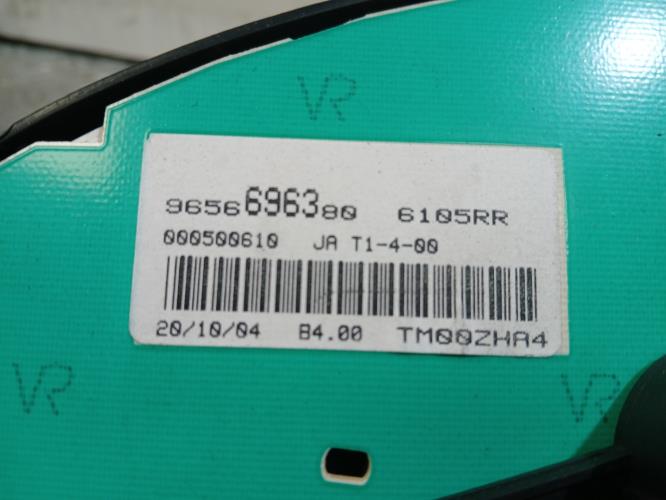 VR
9656696380 6105RR
000500610 JA T1-4-00
20/10/04 B4.00 TM00ZHA4
VR VR